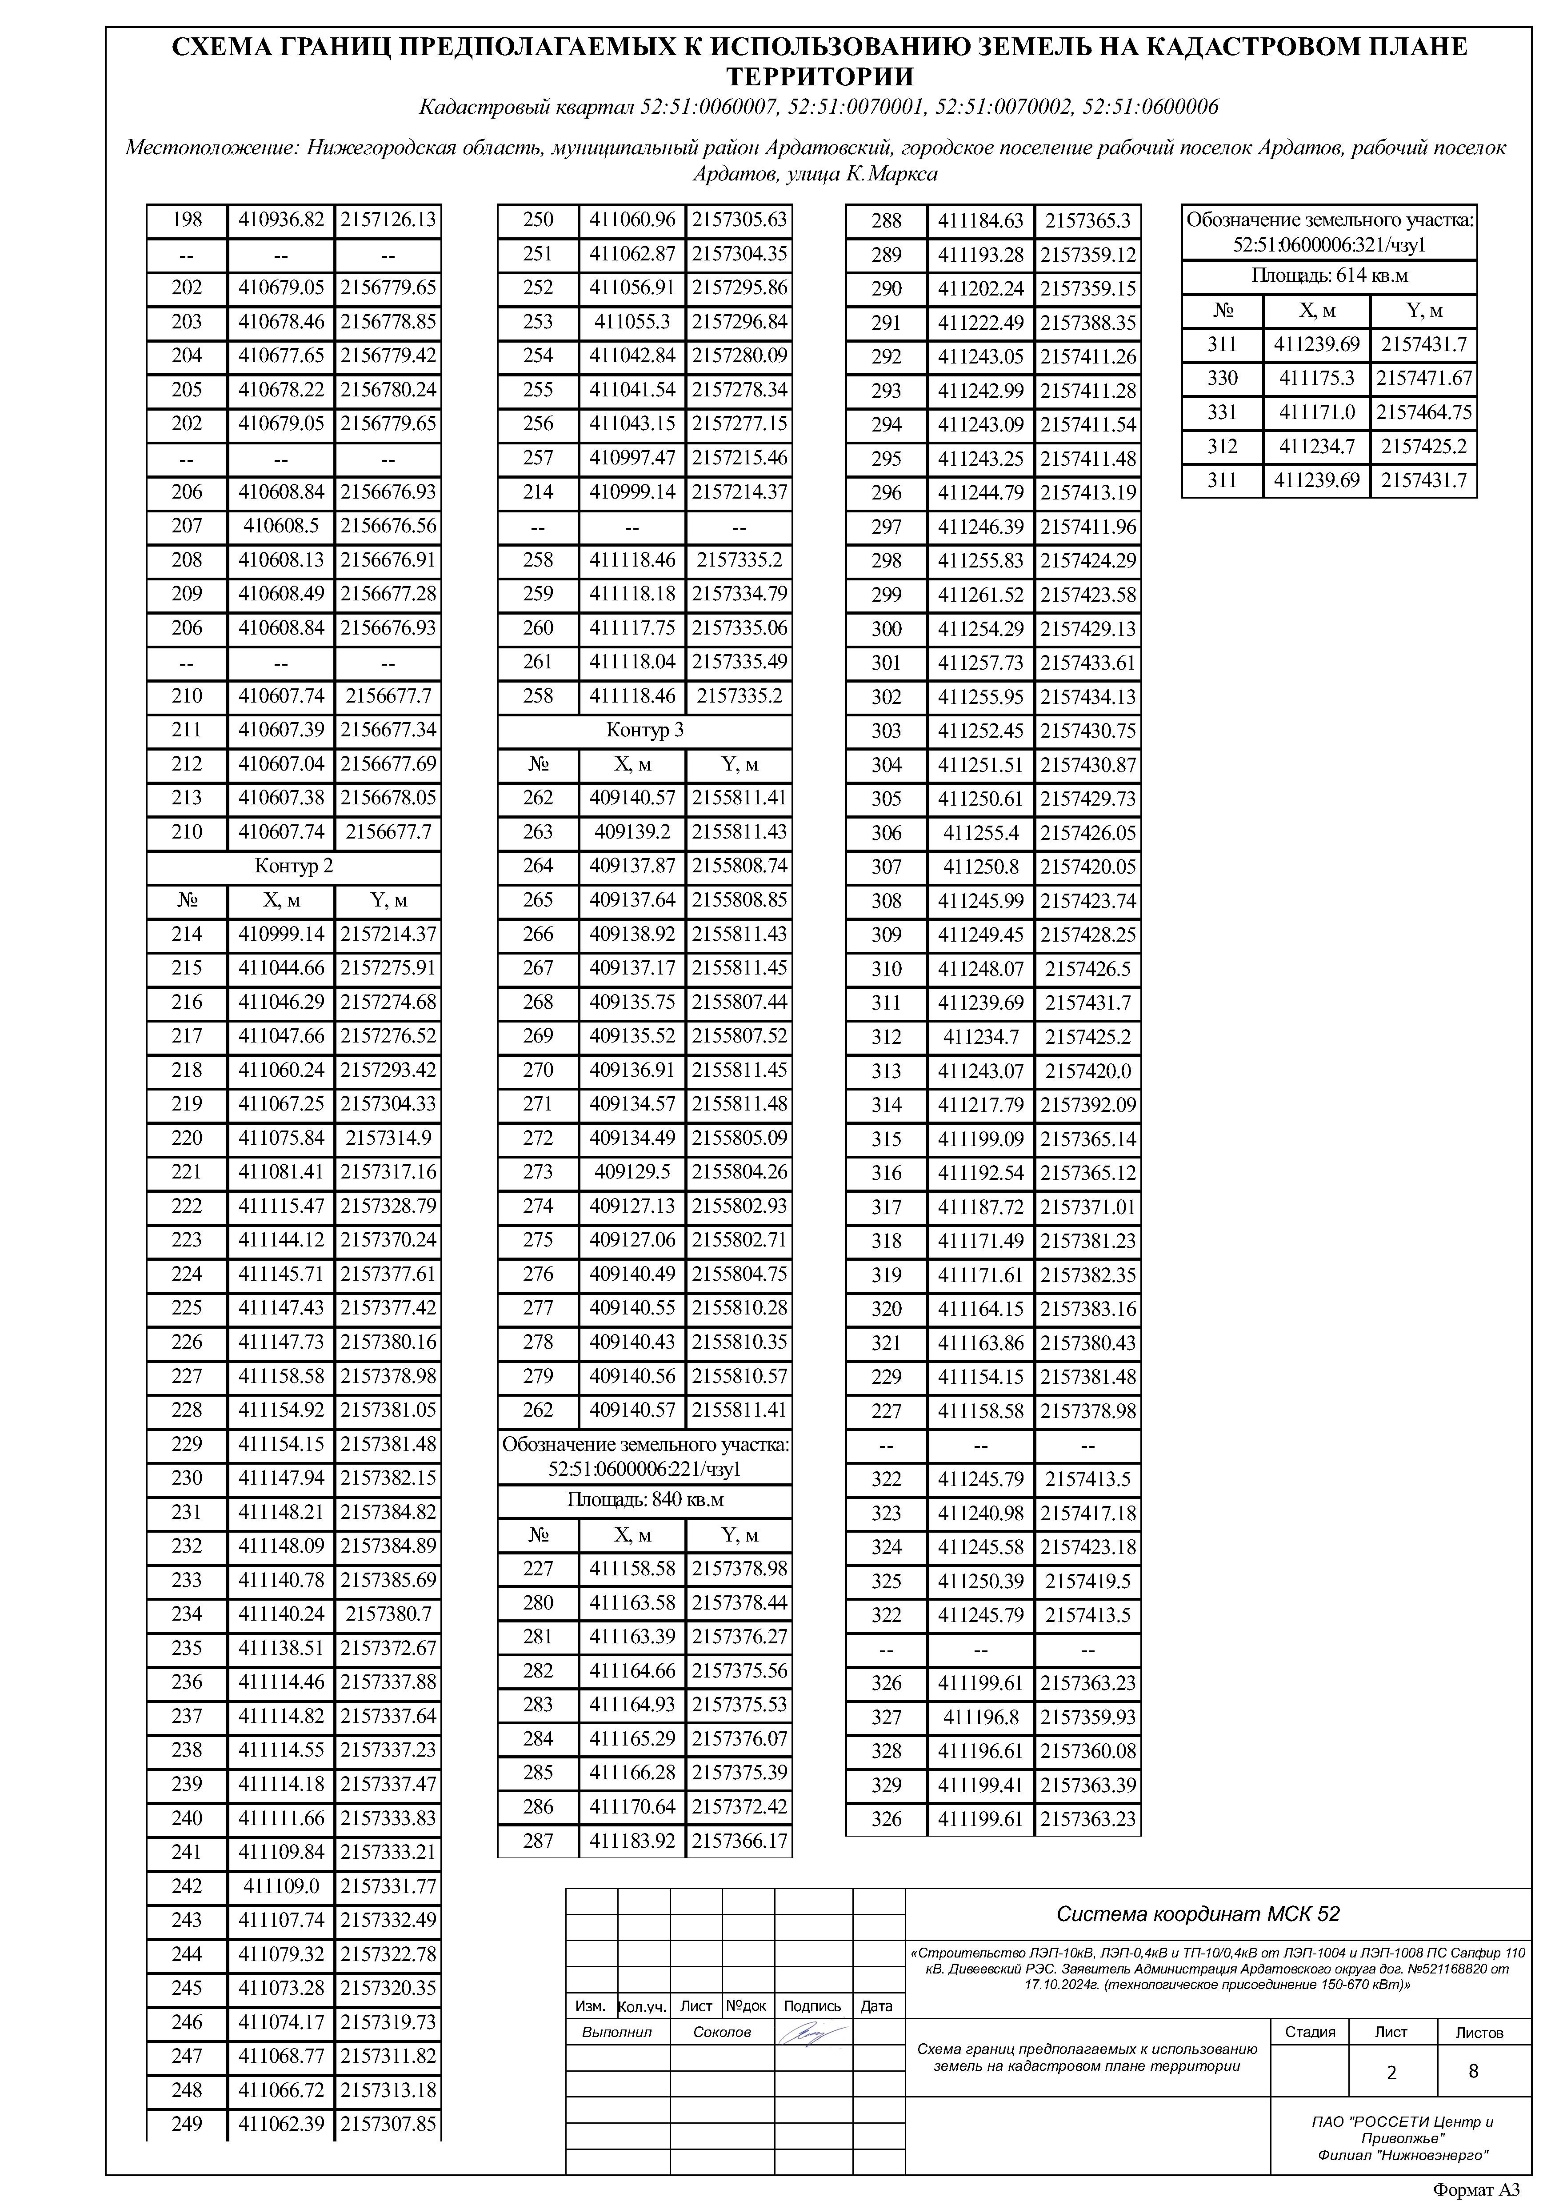 СХЕМА ГРАНИЦ ПРЕДПОЛАГАЕМЫХ К ИСПОЛЬЗОВАНИЮ ЗЕМЕЛЬ НА КАДАСТРОВОМ ПЛАНЕ
ТЕРРИТОРИИ
Кадастровый квартал 52:51:0060007, 52:51:0070001, 52:51:0070002, 52:51:0600006
Местоположение: Нижегородская область, муниципальный район Ардатовский, городское поселение рабочий поселок Ардатов, рабочий поселок
Ардатов, улица К.Маркса
198 410936.82 2157126.13
-- -- --
202 410679.05 2156779.65
203 410678.46 2156778.85
204 410677.65 2156779.42
205 410678.22 2156780.24
202 410679.05 2156779.65
-- -- --
206 410608.84 2156676.93
207 410608.5 2156676.56
208 410608.13 2156676.91
209 410608.49 2156677.28
206 410608.84 2156676.93
-- -- --
210 410607.74 2156677.7
211 410607.39 2156677.34
212 410607.04 2156677.69
213 410607.38 2156678.05
210 410607.74 2156677.7
Контур 2
№ X, м Y, м
214 410999.14 2157214.37
215 411044.66 2157275.91
216 411046.29 2157274.68
217 411047.66 2157276.52
218 411060.24 2157293.42
219 411067.25 2157304.33
220 411075.84 2157314.9
221 411081.41 2157317.16
222 411115.47 2157328.79
223 411144.12 2157370.24
224 411145.71 2157377.61
225 411147.43 2157377.42
226 411147.73 2157380.16
227 411158.58 2157378.98
228 411154.92 2157381.05
229 411154.15 2157381.48
230 411147.94 2157382.15
231 411148.21 2157384.82
232 411148.09 2157384.89
233 411140.78 2157385.69
234 411140.24 2157380.7
235 411138.51 2157372.67
236 411114.46 2157337.88
237 411114.82 2157337.64
238 411114.55 2157337.23
239 411114.18 2157337.47
240 411111.66 2157333.83
241 411109.84 2157333.21
242 411109.0 2157331.77
243 411107.74 2157332.49
244 411079.32 2157322.78
245 411073.28 2157320.35
246 411074.17 2157319.73
247 411068.77 2157311.82
248 411066.72 2157313.18
249 411062.39 2157307.85
250 411060.96 2157305.63
251 411062.87 2157304.35
252 411056.91 2157295.86
253 411055.3 2157296.84
254 411042.84 2157280.09
255 411041.54 2157278.34
256 411043.15 2157277.15
257 410997.47 2157215.46
214 410999.14 2157214.37
-- -- --
258 411118.46 2157335.2
259 411118.18 2157334.79
260 411117.75 2157335.06
261 411118.04 2157335.49
258 411118.46 2157335.2
Контур 3
№ X, м Y, м
262 409140.57 2155811.41
263 409139.2 2155811.43
264 409137.87 2155808.74
265 409137.64 2155808.85
266 409138.92 2155811.43
267 409137.17 2155811.45
268 409135.75 2155807.44
269 409135.52 2155807.52
270 409136.91 2155811.45
271 409134.57 2155811.48
272 409134.49 2155805.09
273 409129.5 2155804.26
274 409127.13 2155802.93
275 409127.06 2155802.71
276 409140.49 2155804.75
277 409140.55 2155810.28
278 409140.43 2155810.35
279 409140.56 2155810.57
262 409140.57 2155811.41
Обозначение земельного участка:
52:51:0600006:221/чзу1
Площадь: 840 кв.м
№ X, м Y, м
227 411158.58 2157378.98
280 411163.58 2157378.44
281 411163.39 2157376.27
282 411164.66 2157375.56
283 411164.93 2157375.53
284 411165.29 2157376.07
285 411166.28 2157375.39
286 411170.64 2157372.42
287 411183.92 2157366.17
288 411184.63 2157365.3
289 411193.28 2157359.12
290 411202.24 2157359.15
291 411222.49 2157388.35
292 411243.05 2157411.26
293 411242.99 2157411.28
294 411243.09 2157411.54
295 411243.25 2157411.48
296 411244.79 2157413.19
297 411246.39 2157411.96
298 411255.83 2157424.29
299 411261.52 2157423.58
300 411254.29 2157429.13
301 411257.73 2157433.61
302 411255.95 2157434.13
303 411252.45 2157430.75
304 411251.51 2157430.87
305 411250.61 2157429.73
306 411255.4 2157426.05
307 411250.8 2157420.05
308 411245.99 2157423.74
309 411249.45 2157428.25
310 411248.07 2157426.5
311 411239.69 2157431.7
312 411234.7 2157425.2
313 411243.07 2157420.0
314 411217.79 2157392.09
315 411199.09 2157365.14
316 411192.54 2157365.12
317 411187.72 2157371.01
318 411171.49 2157381.23
319 411171.61 2157382.35
320 411164.15 2157383.16
321 411163.86 2157380.43
229 411154.15 2157381.48
227 411158.58 2157378.98
-- -- --
322 411245.79 2157413.5
323 411240.98 2157417.18
324 411245.58 2157423.18
325 411250.39 2157419.5
322 411245.79 2157413.5
-- -- --
326 411199.61 2157363.23
327 411196.8 2157359.93
328 411196.61 2157360.08
329 411199.41 2157363.39
326 411199.61 2157363.23
Обозначение земельного участка:
52:51:0600006:321/чзу1
Площадь: 614 кв.м
№ X, м Y, м
311 411239.69 2157431.7
330 411175.3 2157471.67
331 411171.0 2157464.75
312 411234.7 2157425.2
311 411239.69 2157431.7
Система координат МСК 52
«Строительство ЛЭП-10кВ, ЛЭП-0,4кВ и ТП-10/0,4кВ от ЛЭП-1004 и ЛЭП-1008 ПС Сапфир 110
кВ. Дивеевский РЭС. Заявитель Администрация Ардатовского округа дог. №521168820 от
17.10.2024г. (технологическое присоединение 150-670 кВт)»
Изм. Кол.уч. Лист №док Подпись Дата
Выполнил Соколов
Схема границ предполагаемых к использованию
земель на кадастровом плане территории
Стадия Лист Листов
2 8
ПАО "РОССЕТИ Центр и
Приволжье"
Филиал "Нижновэнерго"
Формат А3